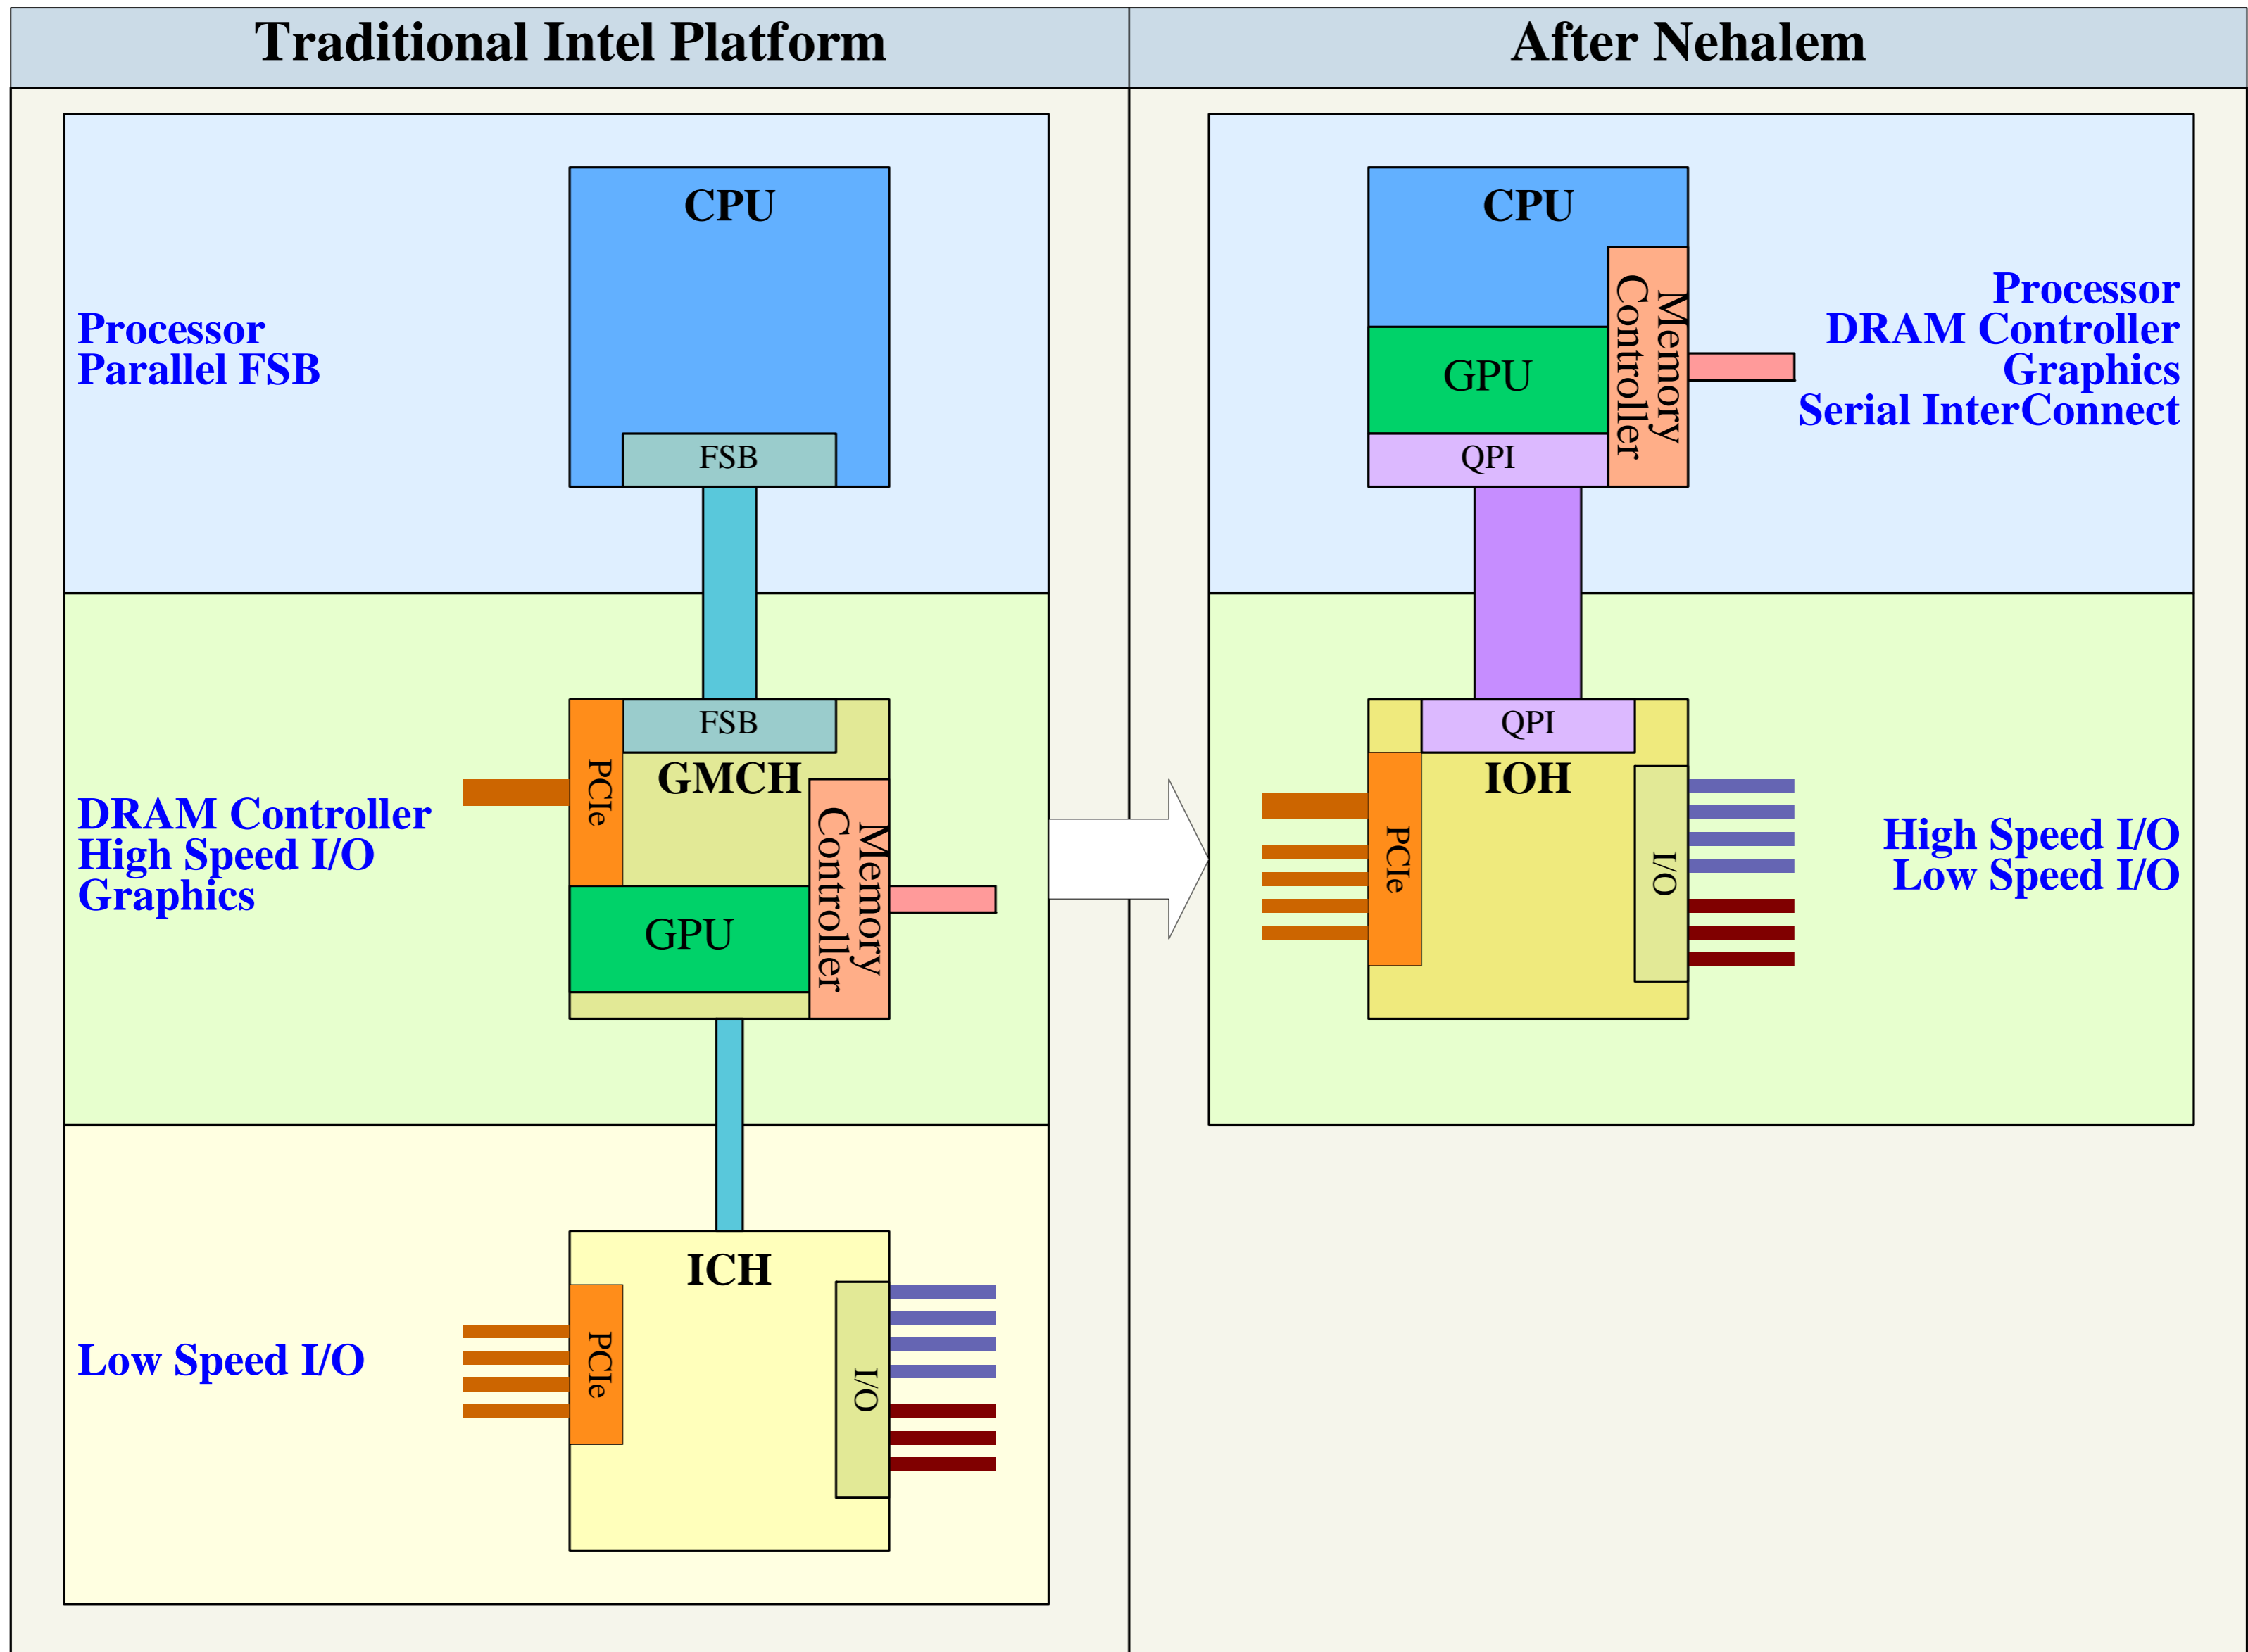 Traditional Intel Platform
After Nehalem
CPU
Processor
Parallel FSB
FSB
FSB
PCIe
GMCH
Memory
Controller
DRAM Controller
High Speed I/O
Graphics
GPU
ICH
PCIe
I/O
Low Speed I/O
CPU
Memory
Controller
GPU
QPI
Processor
DRAM Controller
Graphics
Serial InterConnect
QPI
IOH
PCIe
I/O
High Speed I/O
Low Speed I/O